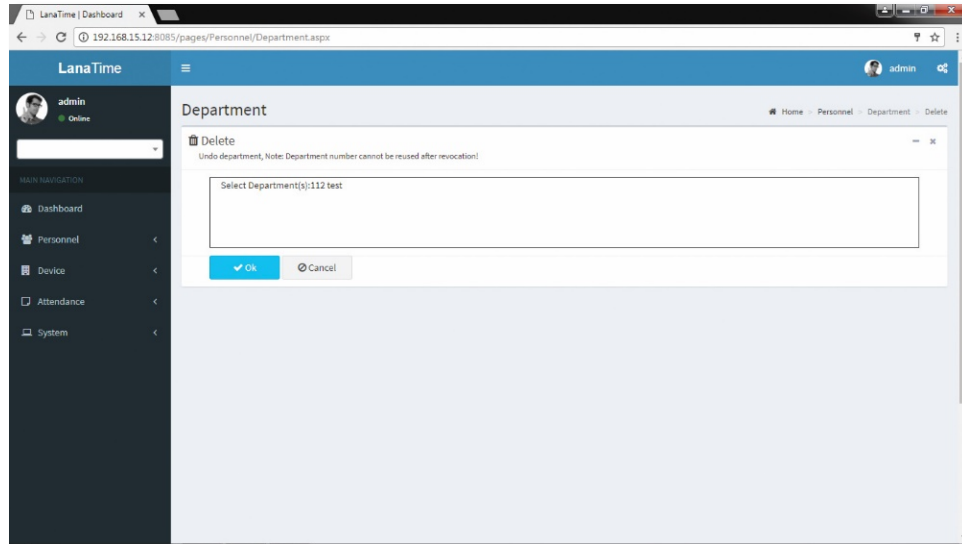 LanaTime | Dashboard
192.168.15.12:8085/pages/Personnel/Department.aspx
LanaTime
admin
admin
Online
Department
Home > Personnel > Department > Delete
Delete
Undo department, Note: Department number cannot be reused after revocation!
MAIN NAVIGATION
Select Department(s):112 test
Dashboard
Personnel
Device
Attendance
System
Ok
Cancel